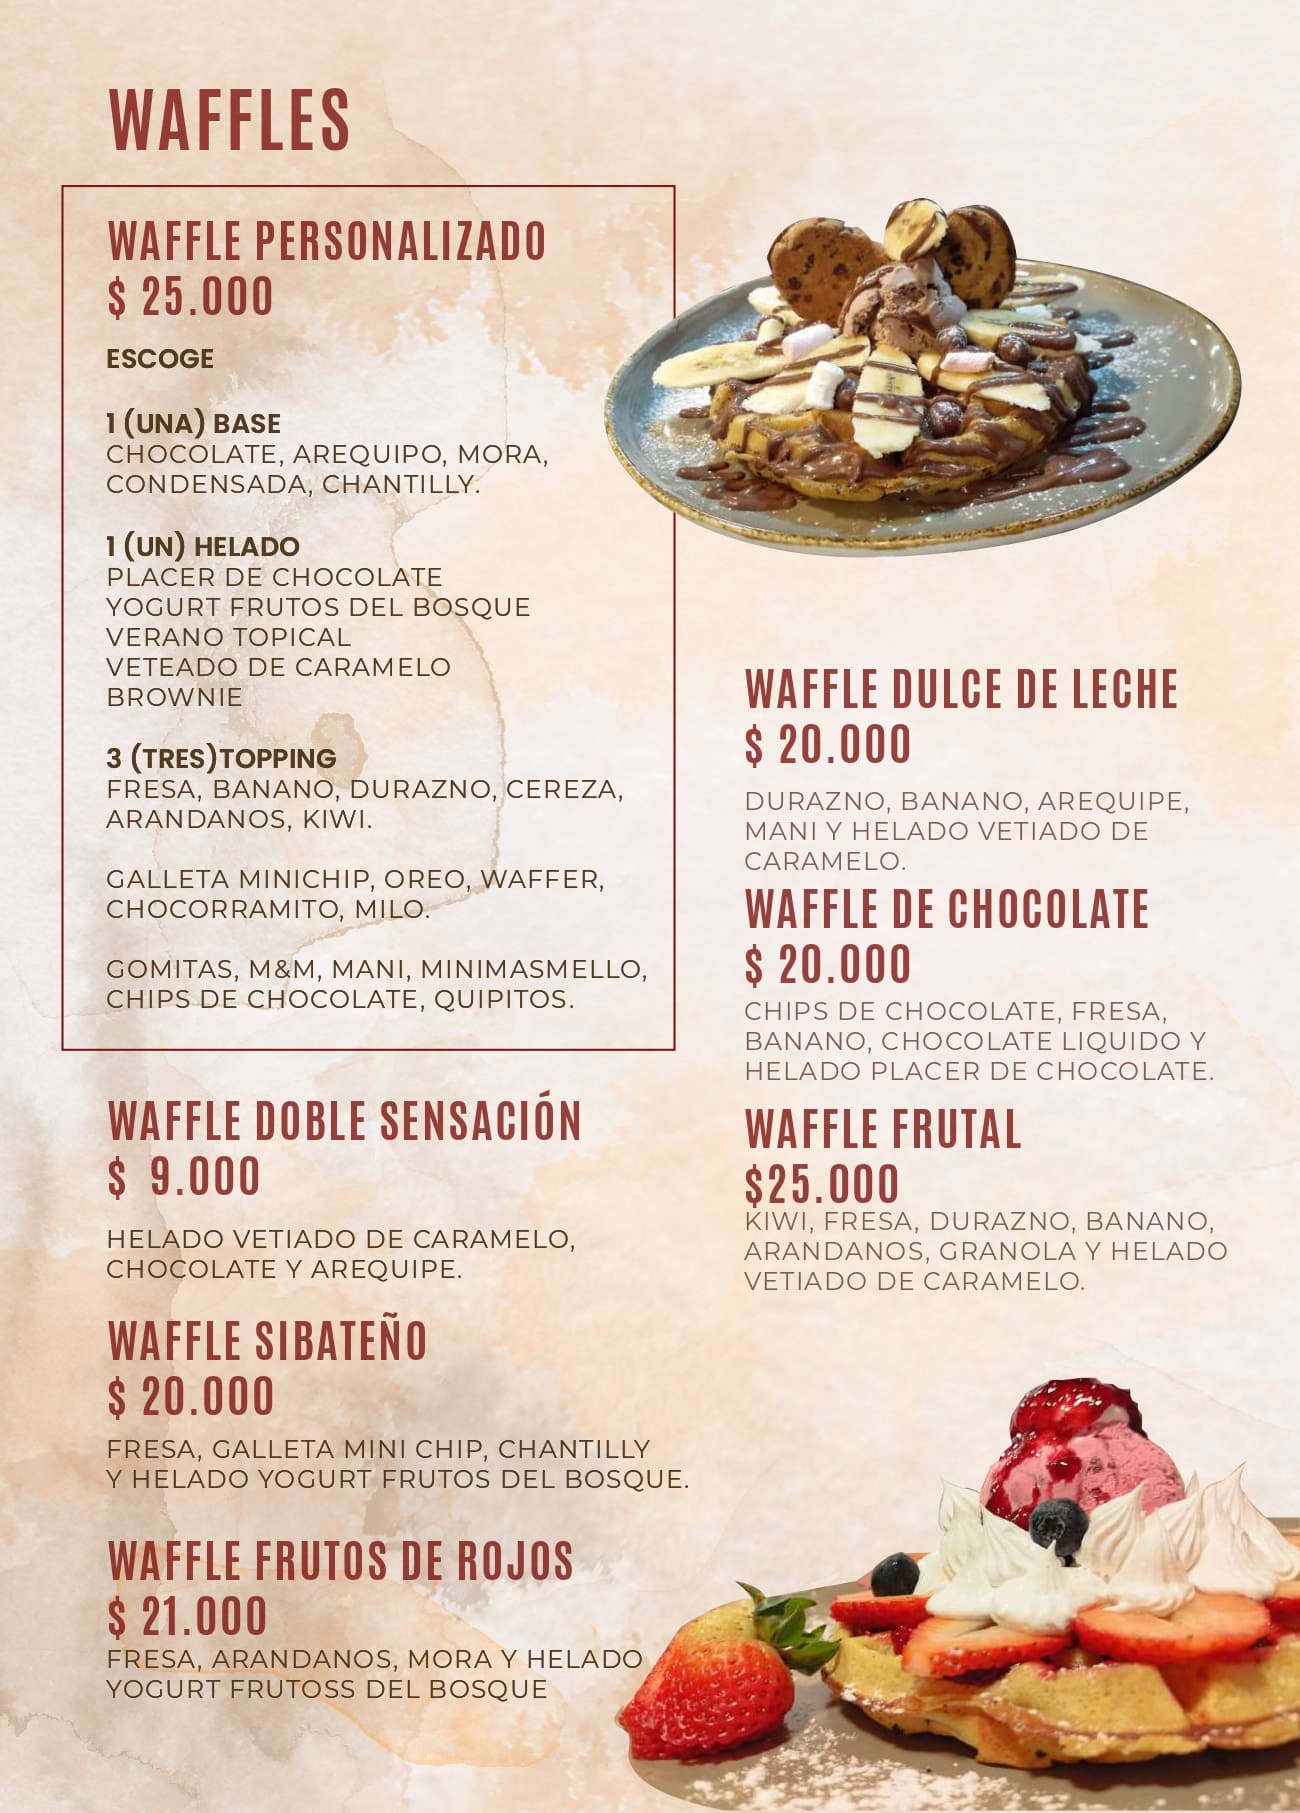 WAFFLES
WAFFLE PERSONALIZADO
$ 25.000
ESCOGE
1 (UNA) BASE
CHOCOLATE, AREQUIPO, MORA,
CONDENSADA, CHANTILLY.
1 (UN) HELADO
PLACER DE CHOCOLATE
YOGURT FRUTOS DEL BOSQUE
VERANO TOPICAL
VETEADO DE CARAMELO
BROWNIE
3 (TRES)TOPPING
FRESA, BANANO, DURAZNO, CEREZA,
ARANDANOS, KIWI.
GALLETA MINICHIP, OREO, WAFFER,
CHOCORRAMITO, MILO.
GOMITAS, M&M, MANI, MINIMASMELLO,
CHIPS DE CHOCOLATE, QUIPITOS.
WAFFLE DOBLE SENSACIÓN
$ 9.000
HELADO VETIADO DE CARAMELO,
CHOCOLATE Y AREQUIPE.
WAFFLE SIBATEÑO
$ 20.000
FRESA, GALLETA MINI CHIP, CHANTILLY
Y HELADO YOGURT FRUTOS DEL BOSQUE.
WAFFLE FRUTOS DE ROJOS
$ 21.000
FRESA, ARANDANOS, MORA Y HELADO
YOGURT FRUTOSS DEL BOSQUE
WAFFLE DULCE DE LECHE
$ 20.000
DURAZNO, BANANO, AREQUIPE,
MANI Y HELADO VETIADO DE
CARAMELO.
WAFFLE DE CHOCOLATE
$ 20.000
CHIPS DE CHOCOLATE, FRESA,
BANANO, CHOCOLATE LIQUIDO Y
HELADO PLACER DE CHOCOLATE.
WAFFLE FRUTAL
$25.000
KIWI, FRESA, DURAZNO, BANANO,
ARANDANOS, GRANOLA Y HELADO
VETIADO DE CARAMELO.